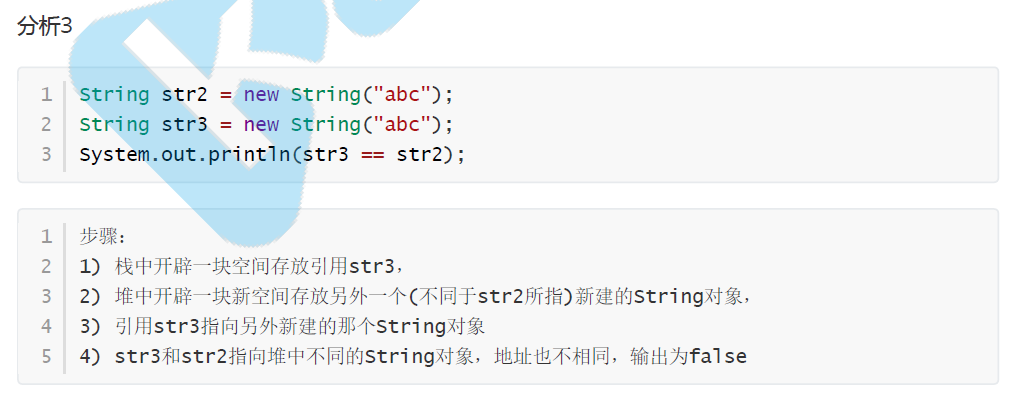 分析3
1 String str2 = new String("abc");
2 String str3 = new String("abc");
3 System.out.println(str3 == str2);
1 步骤：
2 1) 栈中开辟一块空间存放引用str3，
3 2) 堆中开辟一块新空间存放另外一个(不同于str2所指)新建的String对象，
4 3) 引用str3指向另外新建的那个String对象
5 4) str3和str2指向堆中不同的String对象，地址也不相同，输出为false